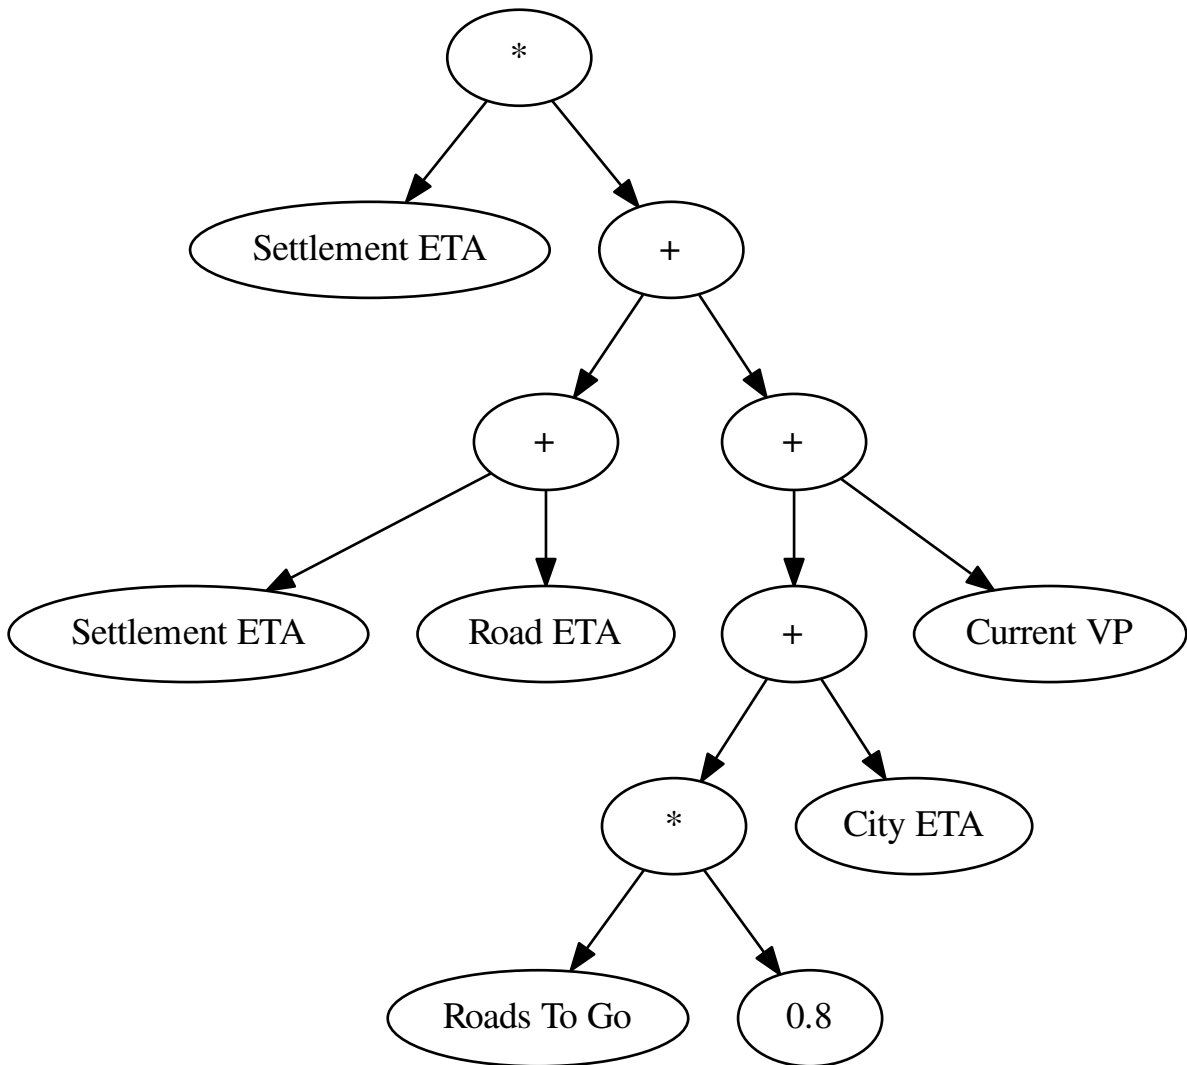 *
Settlement ETA
+
+
+
Settlement ETA
Road ETA
+
Current VP
*
City ETA
Roads To Go
0.8